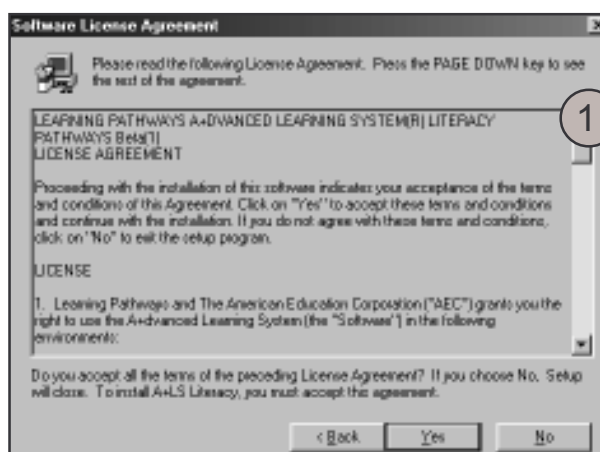 Software License Agreement
Please read the following License Agreement. Press the PAGE DOWN key to see
the rest of the agreement.
1
LEARNING PATHWAYS A+DVANCED LEARNING SYSTEM(R) LITERACY
PATHWAYS Beta(1)
LICENSE AGREEMENT
Proceeding with the installation of this software indicates your acceptance of the terms
and conditions of this Agreement. Click on "Yes" to accept these terms and conditions
and continue with the installation. If you do not agree with these terms and conditions,
click on "No" to exit the setup program.
LICENSE
1. Learning Pathways and The American Education Corporation ("AEC") grants you the
right to use the A+dvanced Learning System (the "Software") in the following
environments:
Do you accept all the terms of the preceding License Agreement? If you choose No, Setup
will close. To install A+LS Literacy, you must accept this agreement.
< Back Yes No